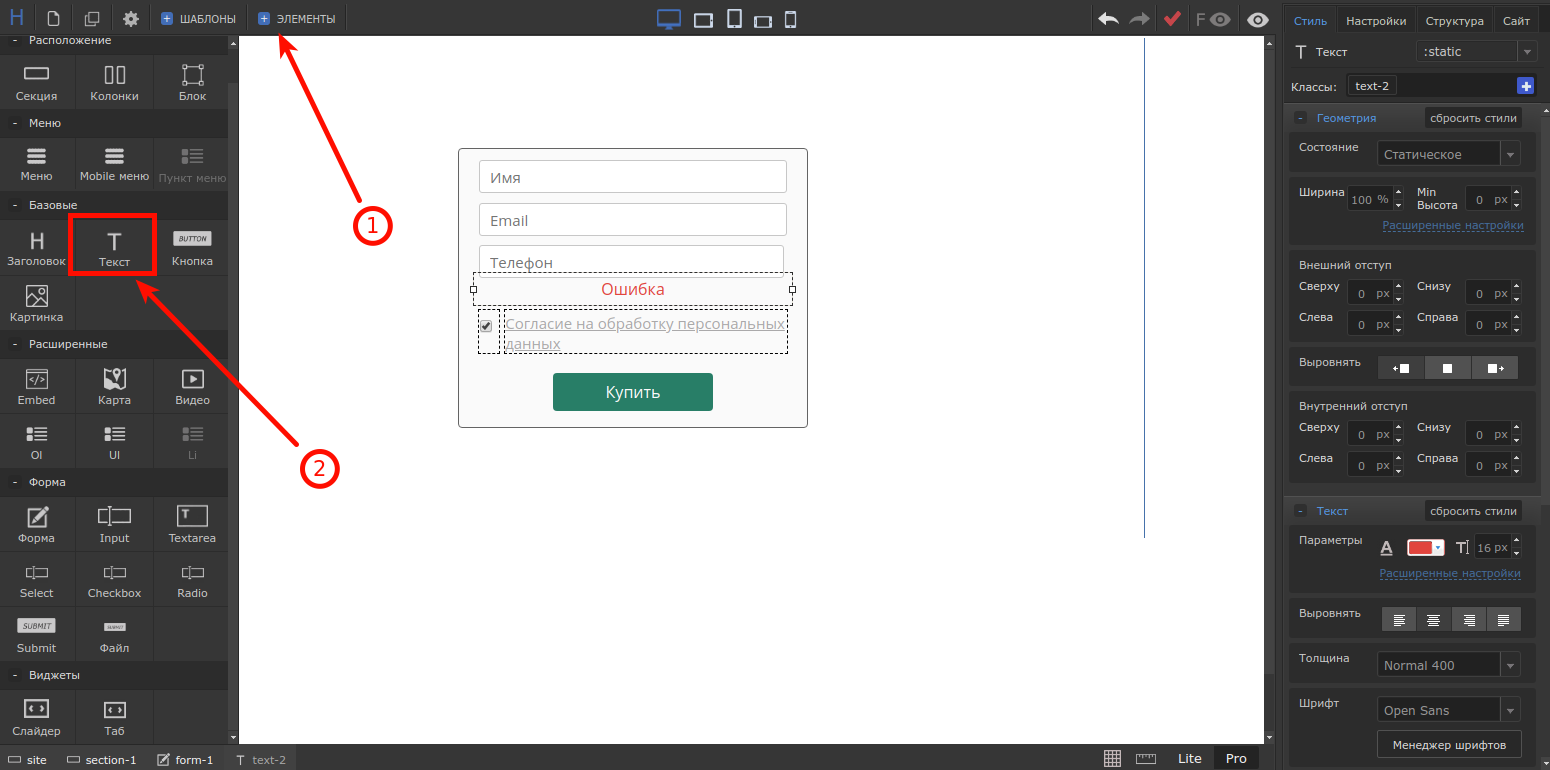 H ШАБЛОНЫ ЭЛЕМЕНТЫ F
Стиль Настройки Структура Сайт
- Расположение
Секция Колонки Блок
- Меню
Меню Mobile меню Пункт меню
- Базовые
H T BUTTON
Заголовок Текст Кнопка
Картинка
- Расширенные
Embed Карта Видео
Ol Ul Li
- Форма
Форма Input Textarea
Select Checkbox Radio
SUBMIT SUBMIT
Submit Файл
- Виджеты
Слайдер Таб
1
2
Имя
Email
Телефон
Ошибка
Согласие на обработку персональных
данных
Купить
T Текст :static
Классы: text-2
- Геометрия сбросить стили
Состояние Статическое
Ширина 100 % Min
Высота 0 px
Расширенные настройки
Внешний отступ
Сверху 0 px Снизу 0 px
Слева 0 px Справа 0 px
Выровнять
Внутренний отступ
Сверху 0 px Снизу 0 px
Слева 0 px Справа 0 px
- Текст сбросить стили
Параметры A T 16 px
Расширенные настройки
Выровнять
Толщина Normal 400
Шрифт Open Sans
Менеджер шрифтов
site section-1 form-1 T text-2 Lite Pro